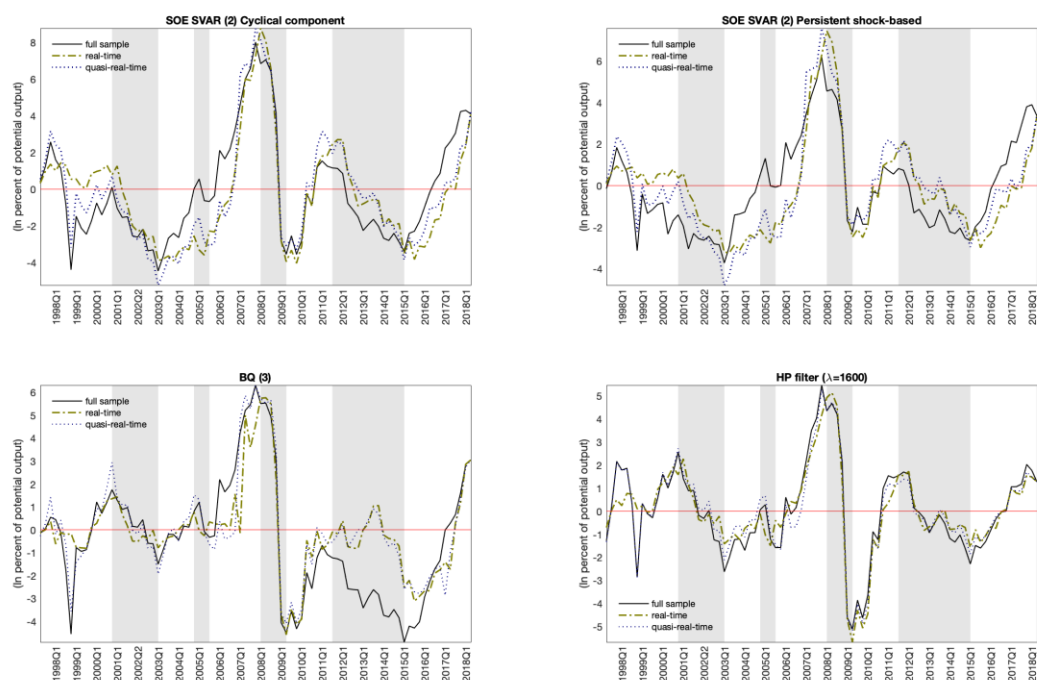 SOE SVAR (2) Cyclical component
(In percent of potential output)
8
6
4
2
0
-2
-4
full sample
real-time
quasi-real-time
1998Q1
1999Q1
2000Q1
2001Q1
2002Q2
2003Q1
2004Q1
2005Q1
2006Q1
2007Q1
2008Q1
2009Q1
2010Q1
2011Q1
2012Q1
2013Q1
2014Q1
2015Q1
2016Q1
2017Q1
2018Q1
SOE SVAR (2) Persistent shock-based
(In percent of potential output)
6
4
2
0
-2
-4
full sample
real-time
quasi-real-time
1998Q1
1999Q1
2000Q1
2001Q1
2002Q2
2003Q1
2004Q1
2005Q1
2006Q1
2007Q1
2008Q1
2009Q1
2010Q1
2011Q1
2012Q1
2013Q1
2014Q1
2015Q1
2016Q1
2017Q1
2018Q1
BQ (3)
(In percent of potential output)
6
5
4
3
2
1
0
-1
-2
-3
-4
full sample
real-time
quasi-real-time
1998Q1
1999Q1
2000Q1
2001Q1
2002Q2
2003Q1
2004Q1
2005Q1
2006Q1
2007Q1
2008Q1
2009Q1
2010Q1
2011Q1
2012Q1
2013Q1
2014Q1
2015Q1
2016Q1
2017Q1
2018Q1
HP filter (λ=1600)
(In percent of potential output)
5
4
3
2
1
0
-1
-2
-3
-4
-5
full sample
real-time
quasi-real-time
1998Q1
1999Q1
2000Q1
2001Q1
2002Q2
2003Q1
2004Q1
2005Q1
2006Q1
2007Q1
2008Q1
2009Q1
2010Q1
2011Q1
2012Q1
2013Q1
2014Q1
2015Q1
2016Q1
2017Q1
2018Q1